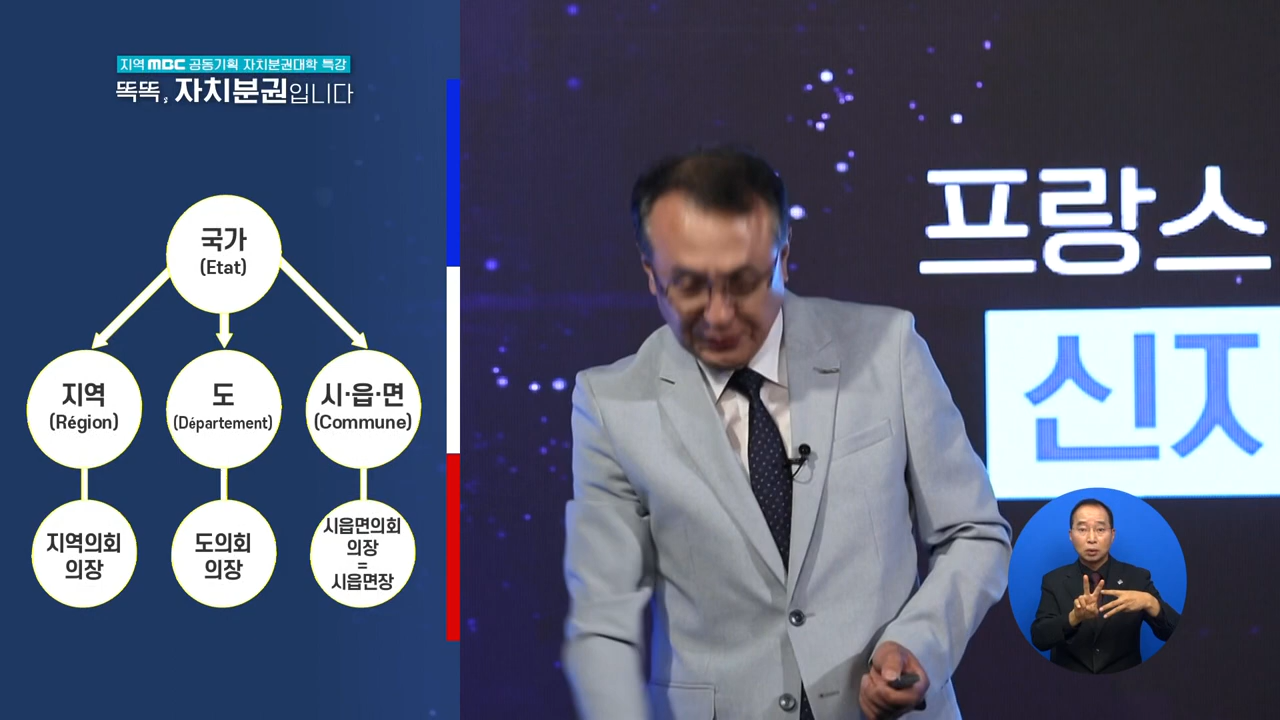 지역 MBC 공동기획 자치분권대학 특강
똑똑, 자치분권입니다
국가
(Etat)
지역
(Région)
도
(Département)
시·읍·면
(Commune)
지역의회
의장
도의회
의장
시읍면의회
의장
=
시읍면장
프랑스
신지